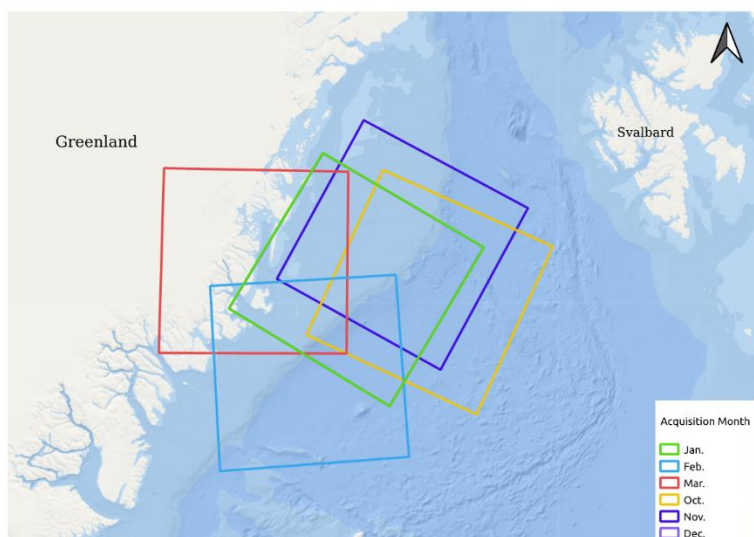 Greenland
Svalbard
Acquisition Month
Jan.
Feb.
Mar.
Oct.
Nov.
Dec.